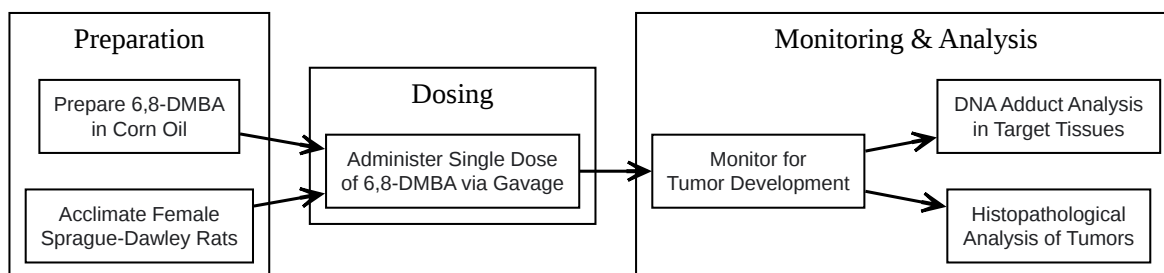 Preparation
Prepare 6,8-DMBA
in Corn Oil
Acclimate Female
Sprague-Dawley Rats
Dosing
Administer Single Dose
of 6,8-DMBA via Gavage
Monitoring & Analysis
Monitor for
Tumor Development
DNA Adduct Analysis
in Target Tissues
Histopathological
Analysis of Tumors